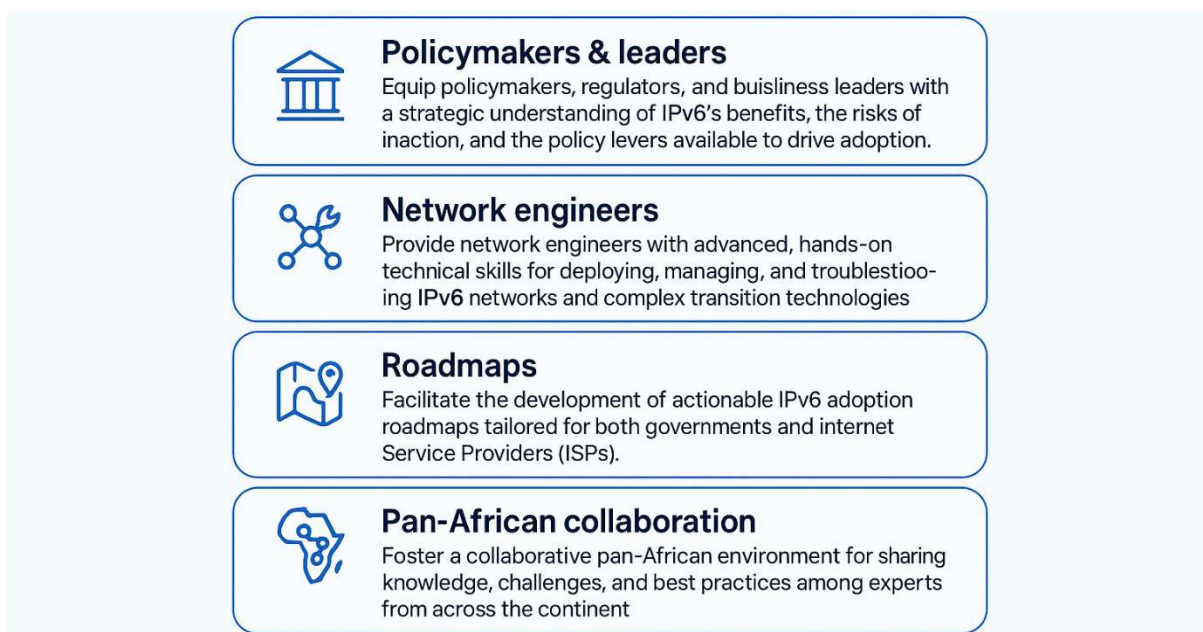 Policymakers & leaders
Equip policymakers, regulators, and buisliness leaders with
a strategic understanding of IPv6's benefits, the risks of
inaction, and the policy levers available to drive adoption.
Network engineers
Provide network engineers with advanced, hands-on
technical skills for deploying, managing, and troublestioo-
ing IPv6 networks and complex transition technologies
Roadmaps
Facilitate the development of actionable IPv6 adoption
roadmaps tailored for both governments and internet
Service Providers (ISPs).
Pan-African collaboration
Foster a collaborative pan-African environment for sharing
knowledge, challenges, and best practices among experts
from across the continent